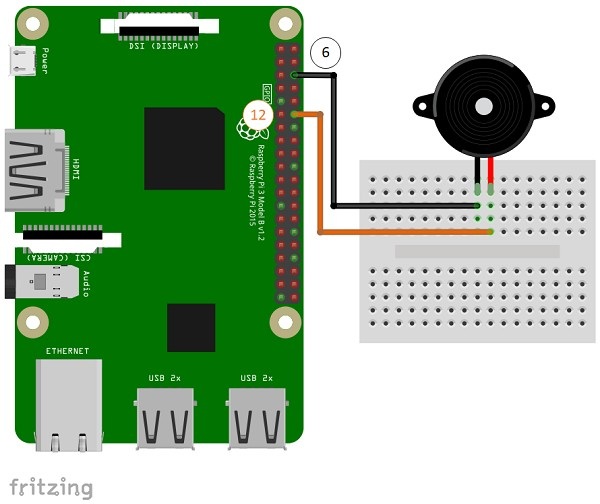 DSI (DISPLAY)
6
Power
GPIO
12
HDMI
Raspberry Pi 3 Model B v1.2
© Raspberry Pi 2015
CSI (CAMERA)
Audio
ETHERNET
USB 2x
USB 2x
fritzing